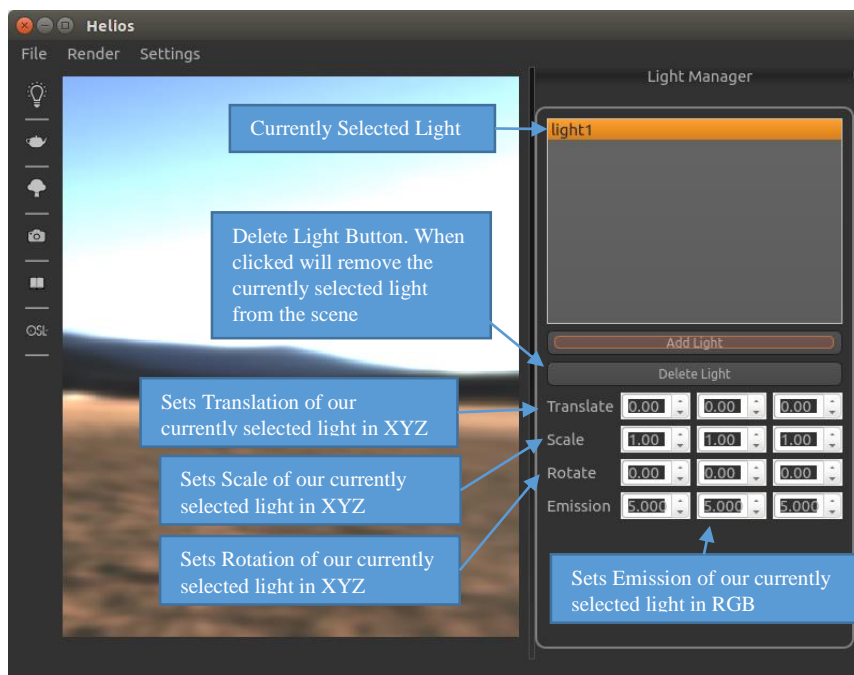 Helios
File Render Settings
Light Manager
Currently Selected Light
light1
Delete Light Button. When
clicked will remove the
currently selected light
from the scene
OSL
Add Light
Delete Light
Sets Translation of our
currently selected light in XYZ
Translate 0.00 0.00 0.00
Scale 1.00 1.00 1.00
Sets Scale of our currently
selected light in XYZ
Rotate 0.00 0.00 0.00
Emission 5.000 5.000 5.000
Sets Rotation of our currently
selected light in XYZ
Sets Emission of our currently
selected light in RGB